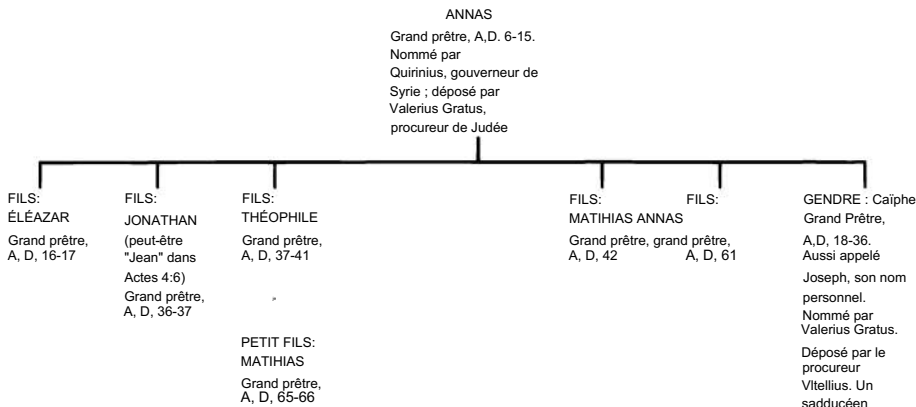 ANNAS
Grand prêtre, A,D. 6-15.
Nommé par
Quirinius, gouverneur de
Syrie ; déposé par
Valerius Gratus,
procureur de Judée
FILS:
ÉLÉAZAR
Grand prêtre,
A, D, 16-17
FILS:
JONATHAN
(peut-être
"Jean" dans
Actes 4:6)
Grand prêtre,
A, D, 36-37
FILS:
THÉOPHILE
Grand prêtre,
A, D, 37-41
PETIT FILS:
MATIHIAS
Grand prêtre,
A, D, 65-66
FILS: FILS:
MATIHIAS ANNAS
Grand prêtre, grand prêtre,
A, D, 42 A, D, 61
GENDRE : Caïphe
Grand Prêtre,
A,D, 18-36.
Aussi appelé
Joseph, son nom
personnel.
Nommé par
Valerius Gratus.
Déposé par le
procureur
Vltellius. Un
sadducéen